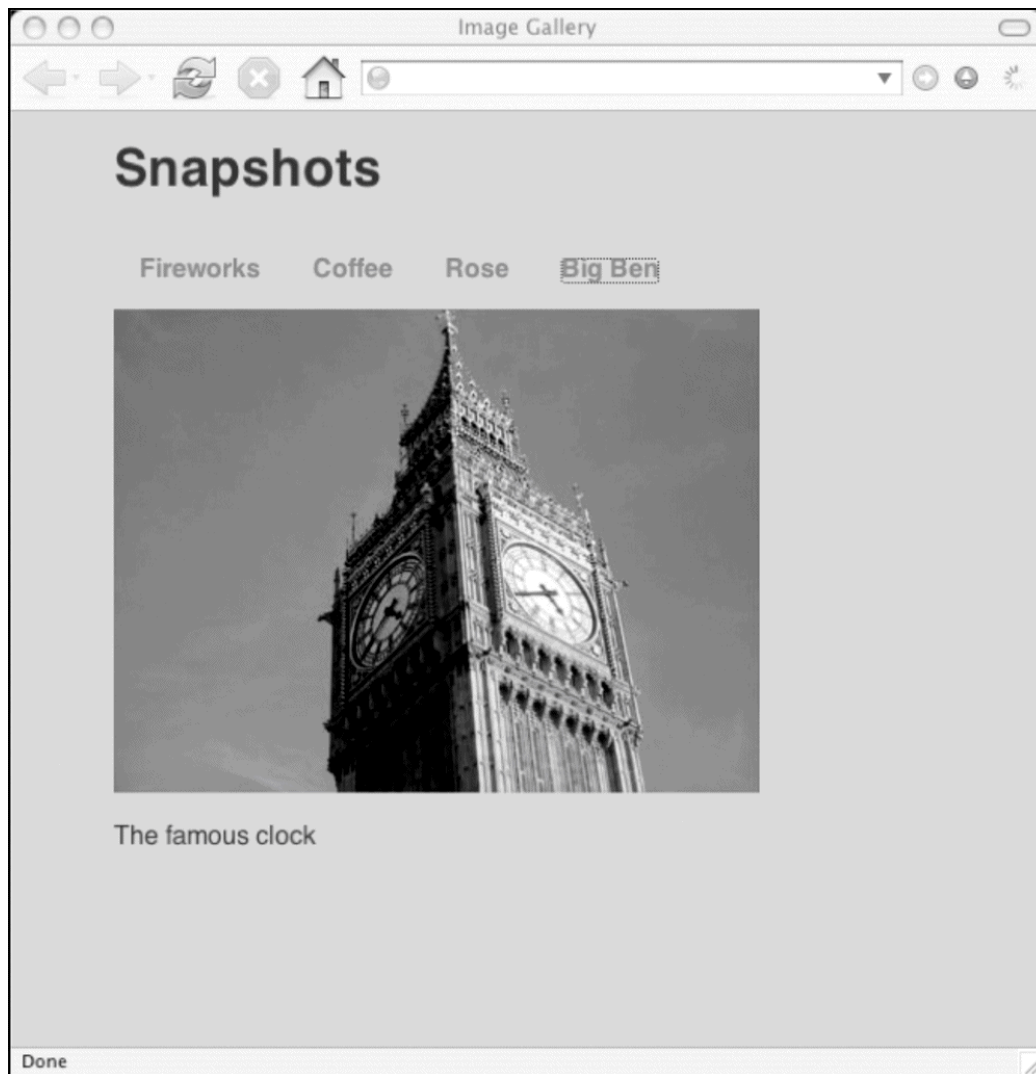 Image Gallery
Snapshots
Fireworks Coffee Rose Big Ben
The famous clock
Done